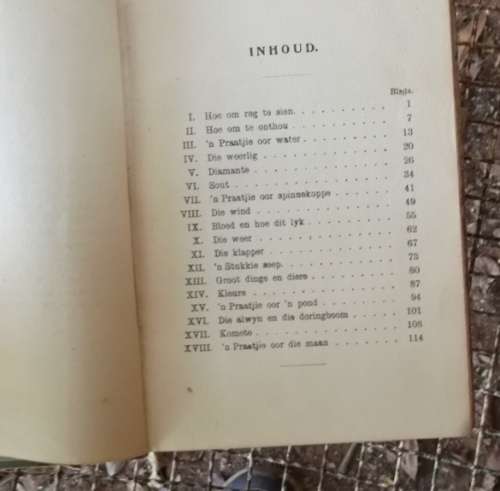 INHOUD.
Blads.
I. Hoe om reg te sien. . . . . . . . . . 1
II. Hoe om te onthou . . . . . . . . . . 7
III. 'n Praatjie oor water . . . . . . . . . 13
IV. Die weerlig . . . . . . . . . . . . 20
V. Diamante . . . . . . . . . . . . 26
VI. Sout . . . . . . . . . . . . . 34
VII. 'n Praatjie oor spinnekoppe . . . . . . . 41
VIII. Die wind . . . . . . . . . . . . 49
IX. Bloed en hoe dit lyk . . . . . . . . . 55
X. Die weer . . . . . . . . . . . . 62
XI. Die klapper . . . . . . . . . . . 67
XII. 'n Stukkie seep. . . . . . . . . . . 73
XIII. Groot dinge en diere . . . . . . . . . 80
XIV. Kleure . . . . . . . . . . . . . 87
XV. 'n Praatjie oor 'n pond . . . . . . . . 94
XVI. Die alwyn en die doringboom . . . . . . 101
XVII. Komete . . . . . . . . . . . . 108
XVIII. 'n Praatjie oor die maan . . . . . . . 114